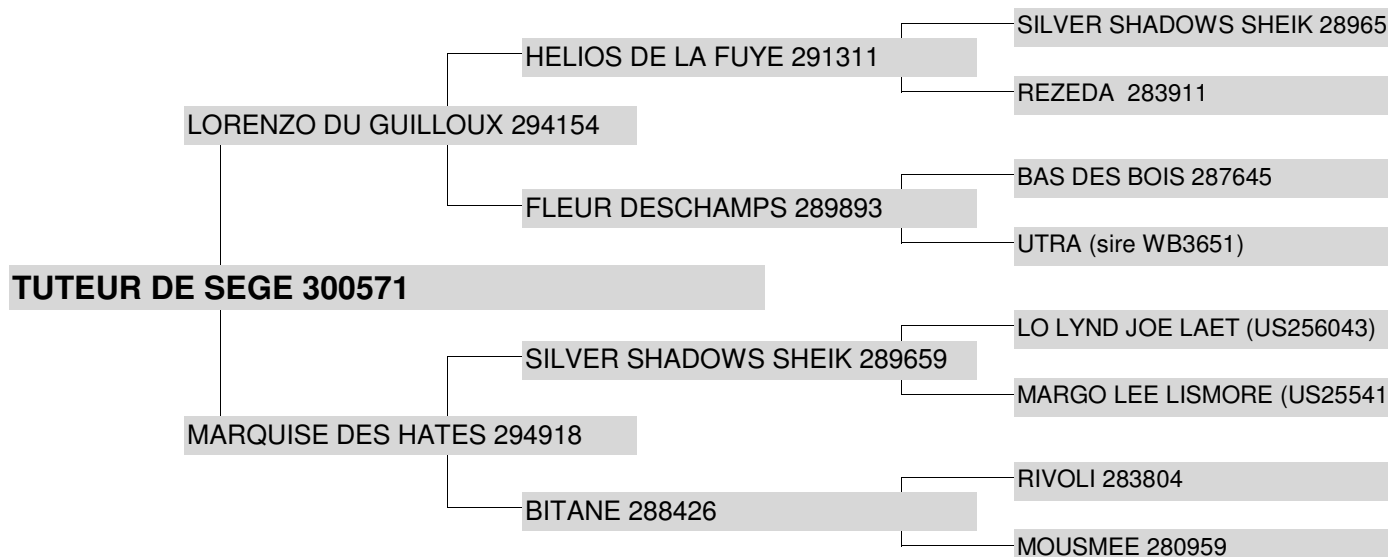 SILVER SHADOWS SHEIK 28965
HELIOS DE LA FUYE 291311
REZEDA 283911
LORENZO DU GUILLOUX 294154
BAS DES BOIS 287645
FLEUR DESCHAMPS 289893
UTRA (sire WB3651)
TUTEUR DE SEGE 300571
LO LYND JOE LAET (US256043)
SILVER SHADOWS SHEIK 289659
MARGO LEE LISMORE (US25541
MARQUISE DES HATES 294918
RIVOLI 283804
BITANE 288426
MOUSMEE 280959